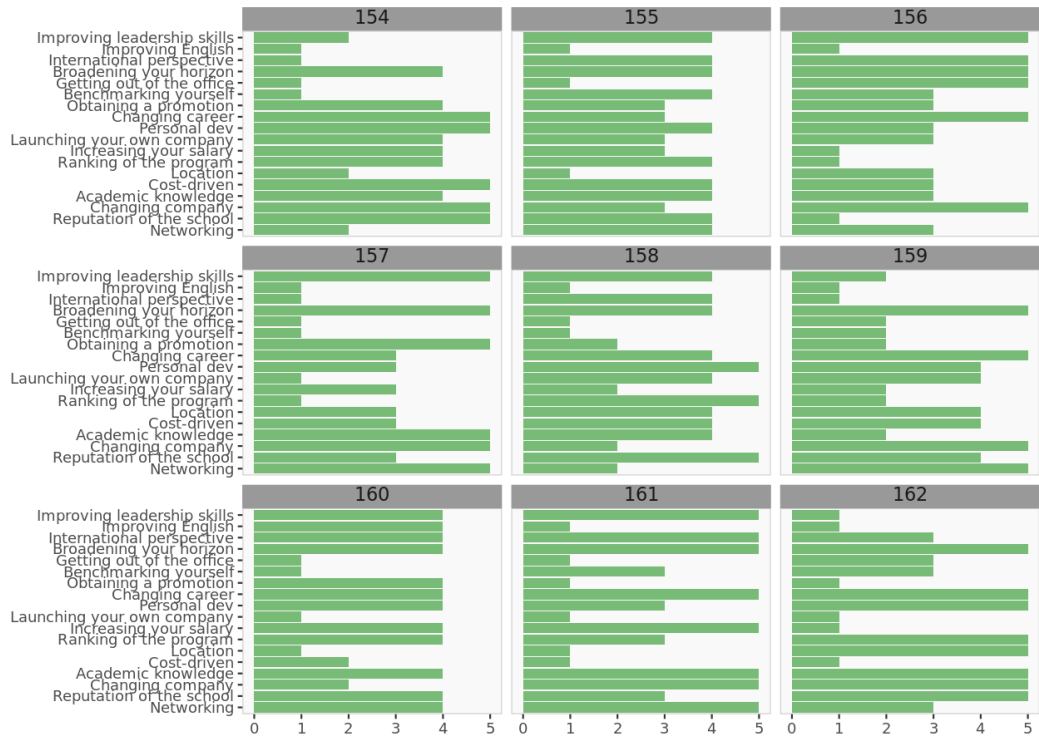 154 155 156
Improving leadership skills
Improving English
International perspective
Broadening your horizon
Getting out of the office
Benchmarking yourself
Obtaining a promotion
Changing career
Personal dev
Launching your own company
Increasing your salary
Ranking of the program
Location
Cost-driven
Academic knowledge
Changing company
Reputation of the school
Networking
157 158 159
Improving leadership skills
Improving English
International perspective
Broadening your horizon
Getting out of the office
Benchmarking yourself
Obtaining a promotion
Changing career
Personal dev
Launching your own company
Increasing your salary
Ranking of the program
Location
Cost-driven
Academic knowledge
Changing company
Reputation of the school
Networking
160 161 162
Improving leadership skills
Improving English
International perspective
Broadening your horizon
Getting out of the office
Benchmarking yourself
Obtaining a promotion
Changing career
Personal dev
Launching your own company
Increasing your salary
Ranking of the program
Location
Cost-driven
Academic knowledge
Changing company
Reputation of the school
Networking
0 1 2 3 4 5 0 1 2 3 4 5 0 1 2 3 4 5